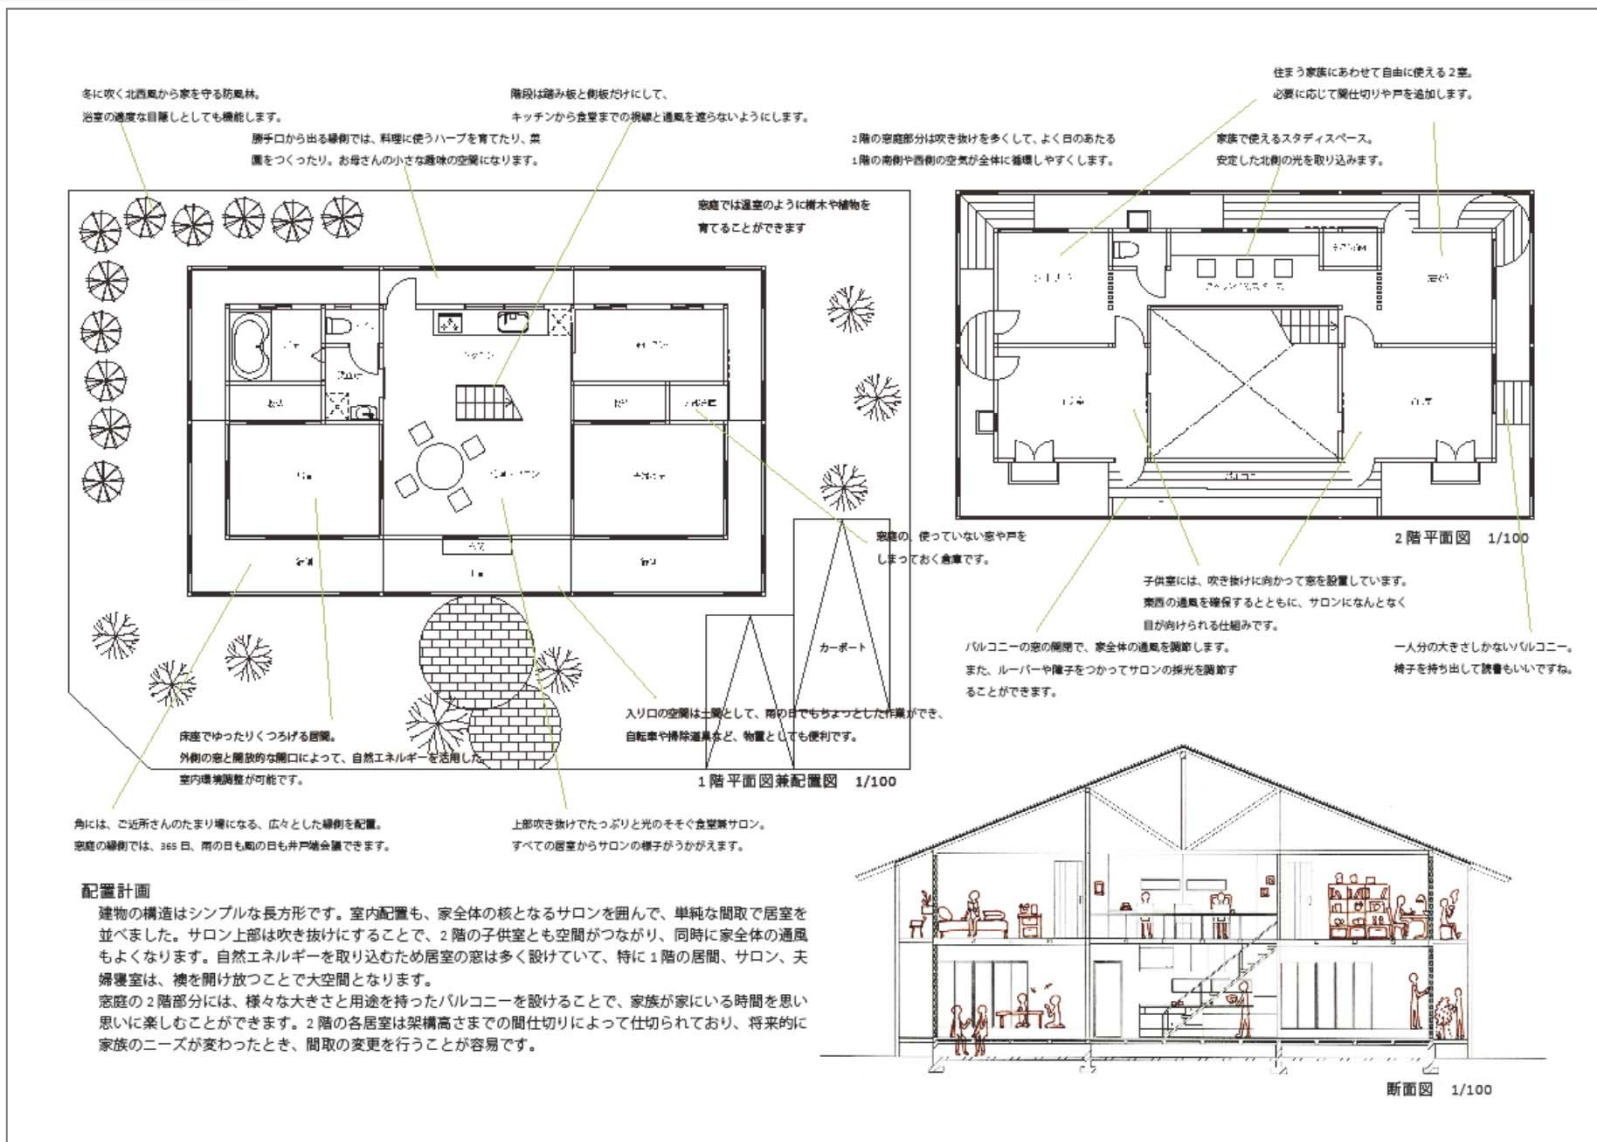 冬に吹く北西風から家を守る防風林。
浴室の適度な目隠しとしても機能します。
勝手口から出る縁側では、料理に使うハーブを育てたり、菜
園をつくったり。お母さんの小さな趣味の空間になります。
階段は踏み板と側板だけにして、
キッチンから食堂までの視線と通風を遮らないようにします。
窓庭では温室のように樹木や植物を
育てることができます
2階の窓庭部分は吹き抜けを多くして、よく日のあたる
1階の南側や西側の空気が全体に循環しやすくします。
住まう家族にあわせて自由に使える2室。
必要に応じて間仕切りや戸を追加します。
家族で使えるスタディスペース。
安定した北側の光を取り込みます。
窓庭の、使っていない窓や戸を
しまっておく倉庫です。
カーポート
入り口の空間は土間として、雨の日でもちょっとした作業ができ、
自転車や掃除道具など、物置としても便利です。
床座でゆったりくつろげる居間。
外側の窓と開放的な開口によって、自然エネルギーを活用した
室内環境調整が可能です。
1階平面図兼配置図 1/100
角には、ご近所さんのたまり場になる、広々とした縁側を配置。
窓庭の縁側では、365日、雨の日も風の日も井戸端会議できます。
上部吹き抜けでたっぷりと光のそそぐ食堂兼サロン。
すべての居室からサロンの様子がうかがえます。
2階平面図 1/100
子供室には、吹き抜けに向かって窓を設置しています。
東西の通風を確保するとともに、サロンになんとなく
目が向けられる仕組みです。
バルコニーの窓の開閉で、家全体の通風を調節します。
また、ルーバーや障子をつかってサロンの採光を調節す
ることができます。
一人分の大きさしかないバルコニー。
椅子を持ち出して読書もいいですね。
配置計画
建物の構造はシンプルな長方形です。室内配置も、家全体の核となるサロンを囲んで、単純な間取で居室を
並べました。サロン上部は吹き抜けにすることで、2階の子供室とも空間がつながり、同時に家全体の通風
もよくなります。自然エネルギーを取り込むため居室の窓は多く設けていて、特に1階の居間、サロン、夫
婦寝室は、襖を開け放つことで大空間となります。
窓庭の2階部分には、様々な大きさと用途を持ったバルコニーを設けることで、家族が家にいる時間を思い
思いに楽しむことができます。2階の各居室は架構高さまでの間仕切りによって仕切られており、将来的に
家族のニーズが変わったとき、間取の変更を行うことが容易です。
断面図 1/100